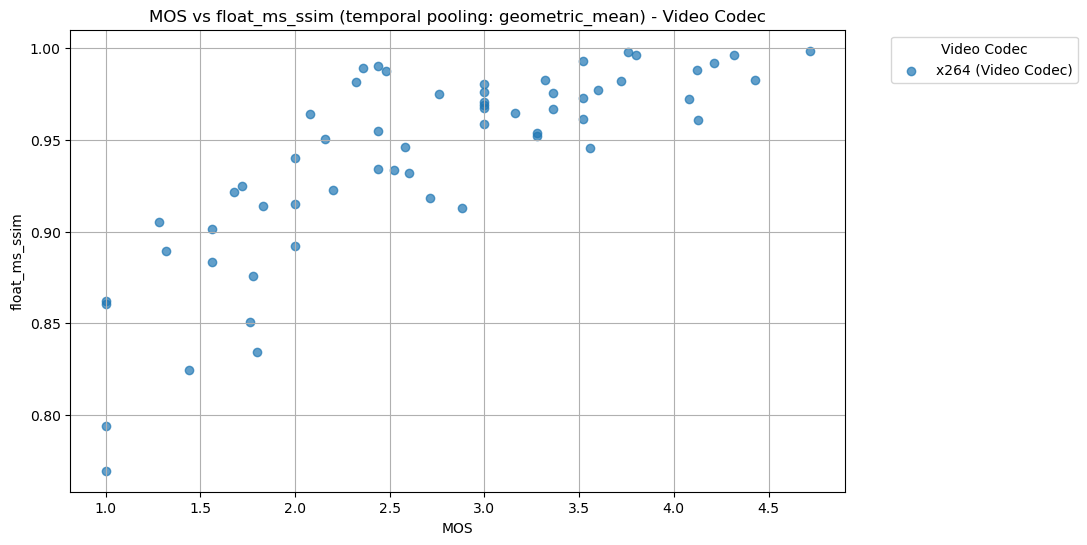 MOS vs float_ms_ssim (temporal pooling: geometric_mean) - Video Codec
Video Codec
x264 (Video Codec)
float_ms_ssim
1.00
0.95
0.90
0.85
0.80
1.0 1.5 2.0 2.5 3.0 3.5 4.0 4.5
MOS